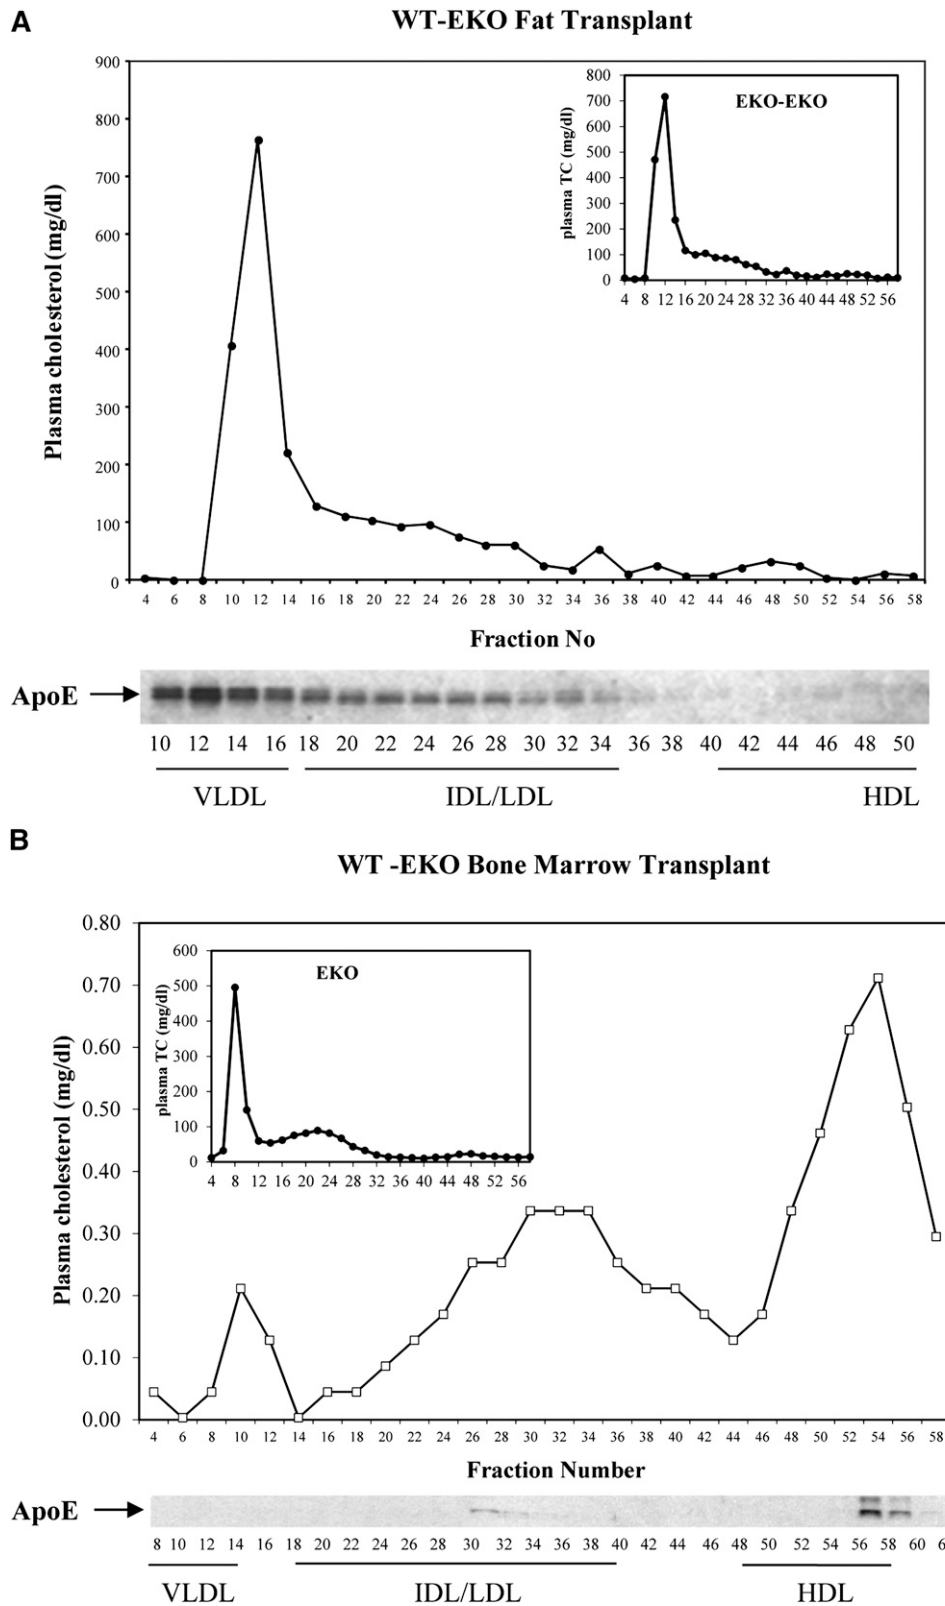 A
WT-EKO Fat Transplant
Plasma cholesterol (mg/dl)
900
800
700
600
500
400
300
200
100
0
4 6 8 10 12 14 16 18 20 22 24 26 28 30 32 34 36 38 40 42 44 46 48 50 52 54 56 58
Fraction No
EKO-EKO
plasma TC (mg/dl)
800
700
600
500
400
300
200
100
0
4 8 12 16 20 24 28 32 36 40 44 48 52 56
ApoE
10 12 14 16 18 20 22 24 26 28 30 32 34 36 38 40 42 44 46 48 50
VLDL IDL/LDL HDL
B
WT -EKO Bone Marrow Transplant
Plasma cholesterol (mg/dl)
0.80
0.70
0.60
0.50
0.40
0.30
0.20
0.10
0.00
4 6 8 10 12 14 16 18 20 22 24 26 28 30 32 34 36 38 40 42 44 46 48 50 52 54 56 58
Fraction Number
EKO
plasma TC (mg/dl)
600
500
400
300
200
100
0
4 8 12 16 20 24 28 32 36 40 44 48 52 56
ApoE
8 10 12 14 16 18 20 22 24 26 28 30 32 34 36 38 40 42 44 46 48 50 52 54 56 58 60
VLDL IDL/LDL HDL